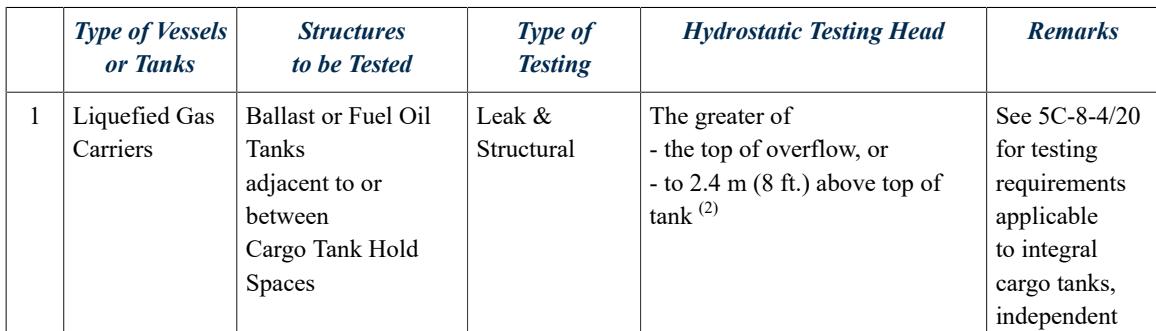 Type of Vessels or Tanks
Structures to be Tested
Type of Testing
Hydrostatic Testing Head
Remarks
1
Liquefied Gas
Carriers
Ballast or Fuel Oil
Tanks
adjacent to or
between
Cargo Tank Hold
Spaces
Leak &
Structural
The greater of
- the top of overflow, or
- to 2.4 m (8 ft.) above top of
tank (2)
See 5C-8-4/20
for testing
requirements
applicable
to integral
cargo tanks,
independent